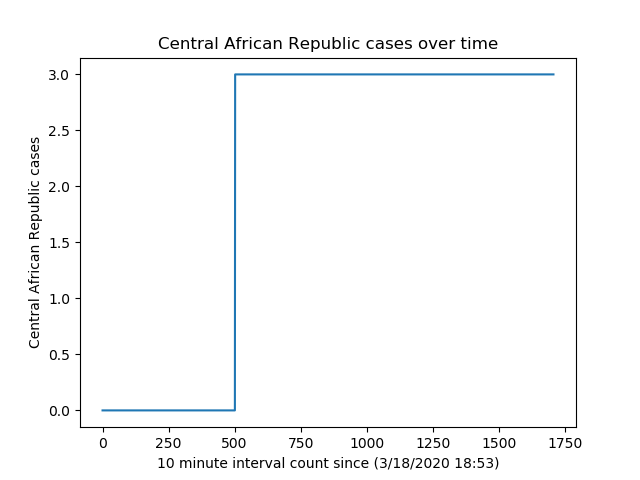 Central African Republic cases over time
3.0
2.5
2.0
1.5
1.0
0.5
0.0
Central African Republic cases
0 250 500 750 1000 1250 1500 1750
10 minute interval count since (3/18/2020 18:53)